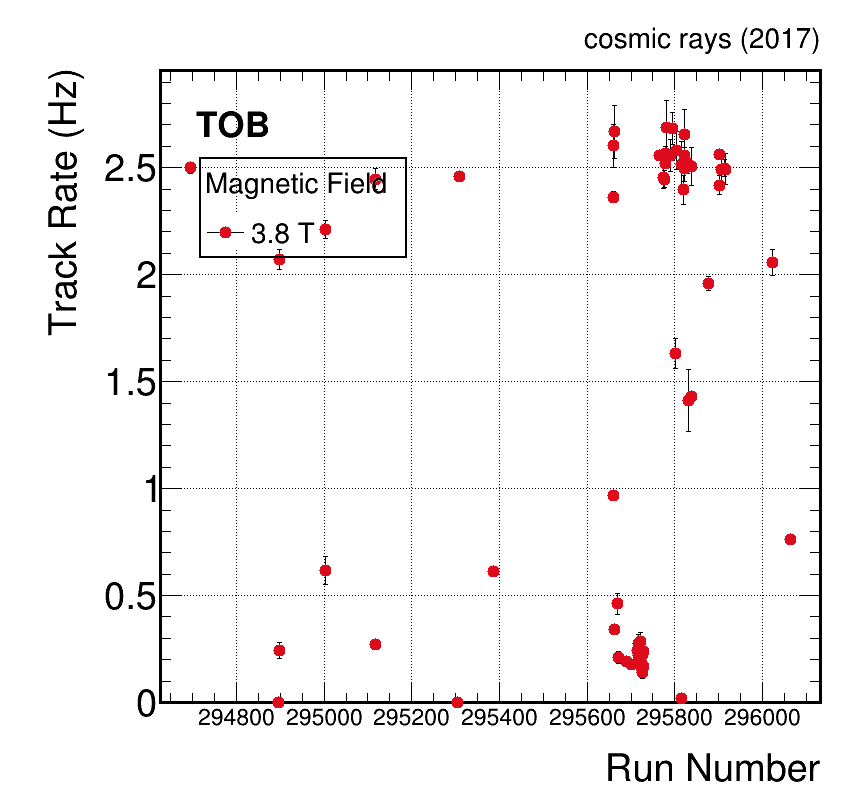 cosmic rays (2017)
Track Rate (Hz)
TOB
Magnetic Field
3.8 T
2.5
2
1.5
1
0.5
0
294800 295000 295200 295400 295600 295800 296000
Run Number